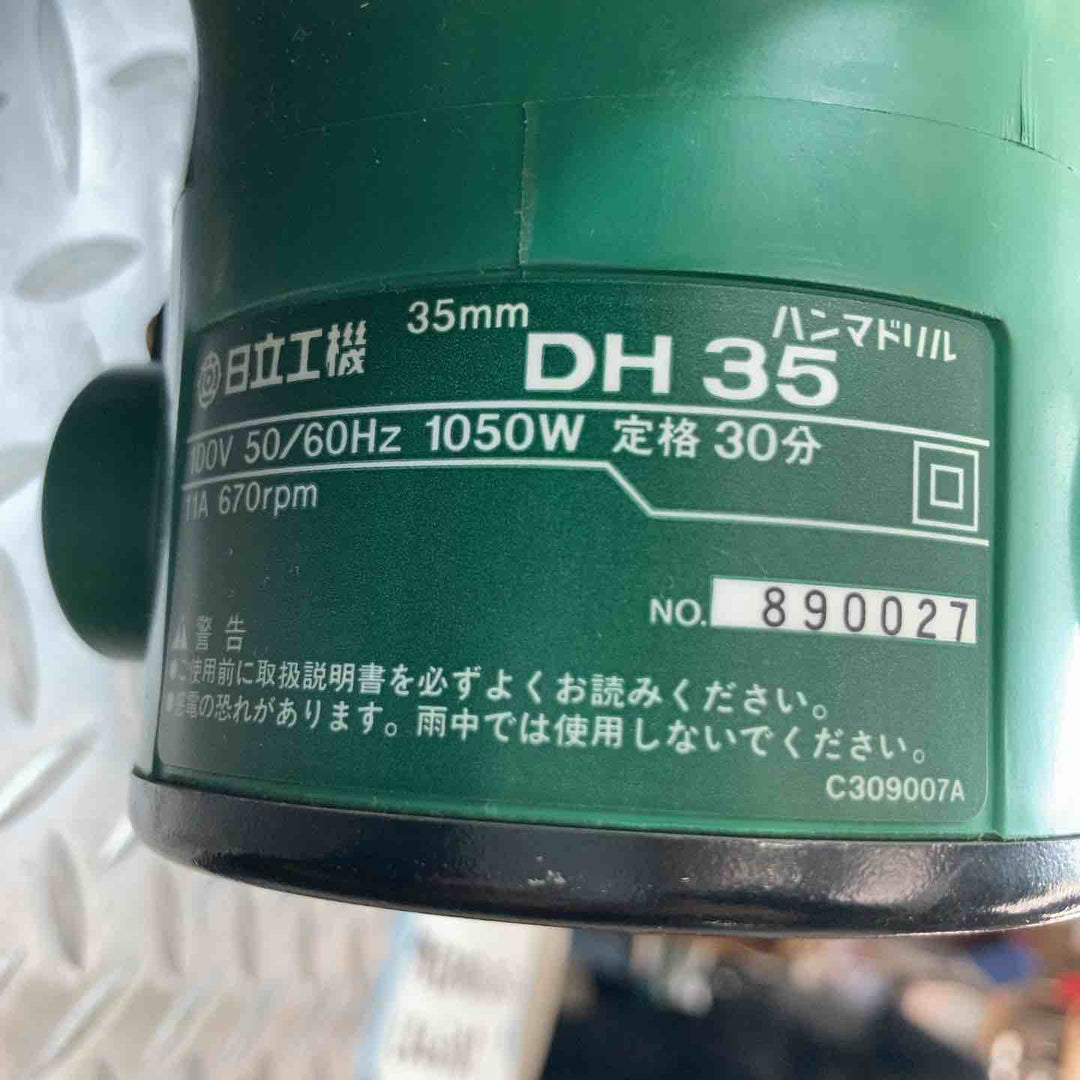 日立工機 35mm DH 35 ハンマドリル
100V 50/60Hz 1050W 定格 30分
11A 670rpm
NO. 890027
警告
●ご使用前に取扱説明書を必ずよくお読みください。
●感電の恐れがあります。雨中では使用しないでください。
C309007A